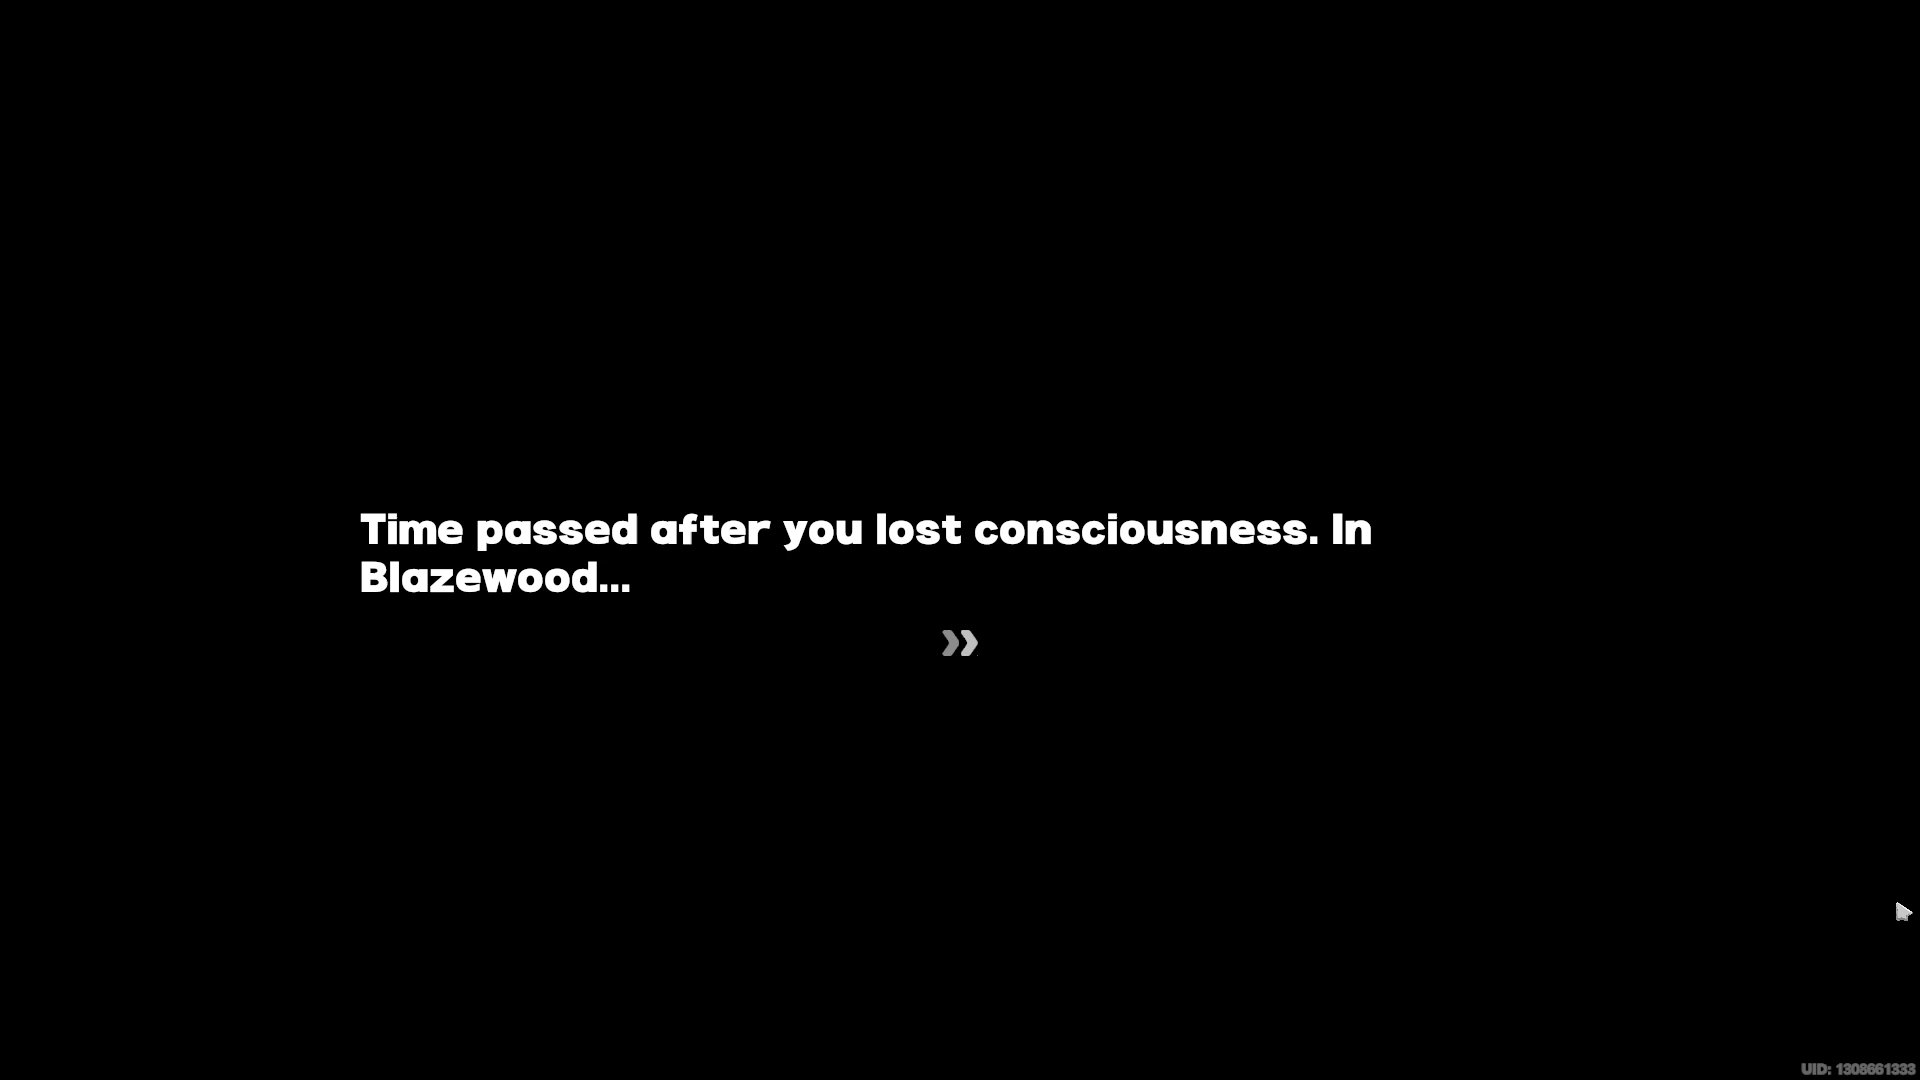 Time passed after you lost consciousness. In
Blazewood...
UID: 1308661333